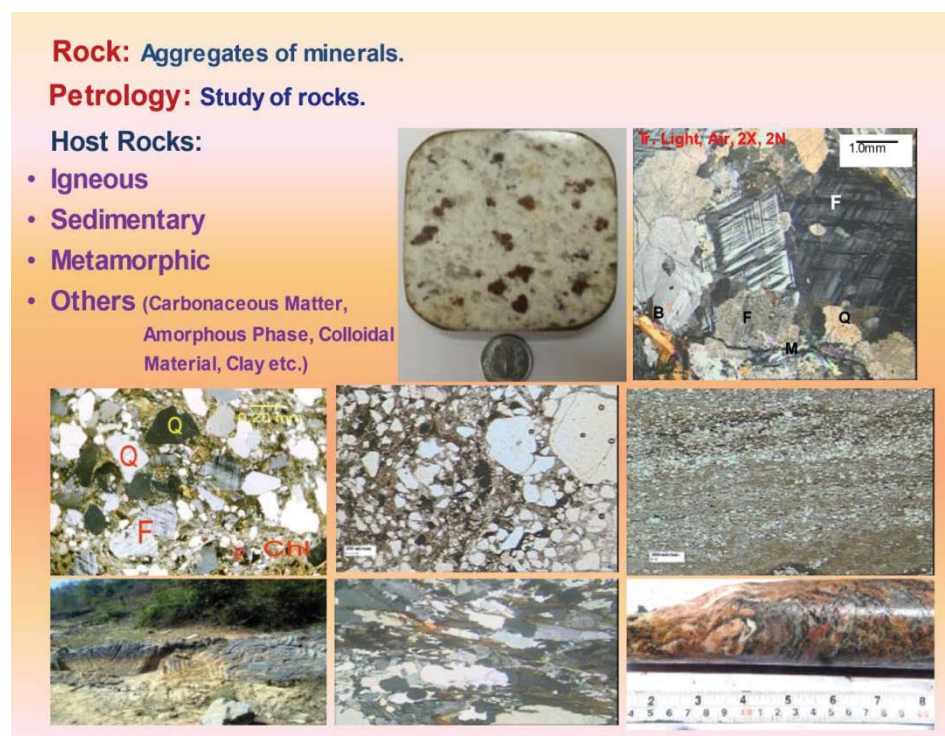 Rock: Aggregates of minerals.
Petrology: Study of rocks.
Host Rocks:
• Igneous
• Sedimentary
• Metamorphic
• Others (Carbonaceous Matter,
Amorphous Phase, Colloidal
Material, Clay etc.)
Tr. Light, Air, 2X, 2N
1.0mm
F
B
F
Q
M
Q
Q
F
Chl
2 3 4 5 6 7 8